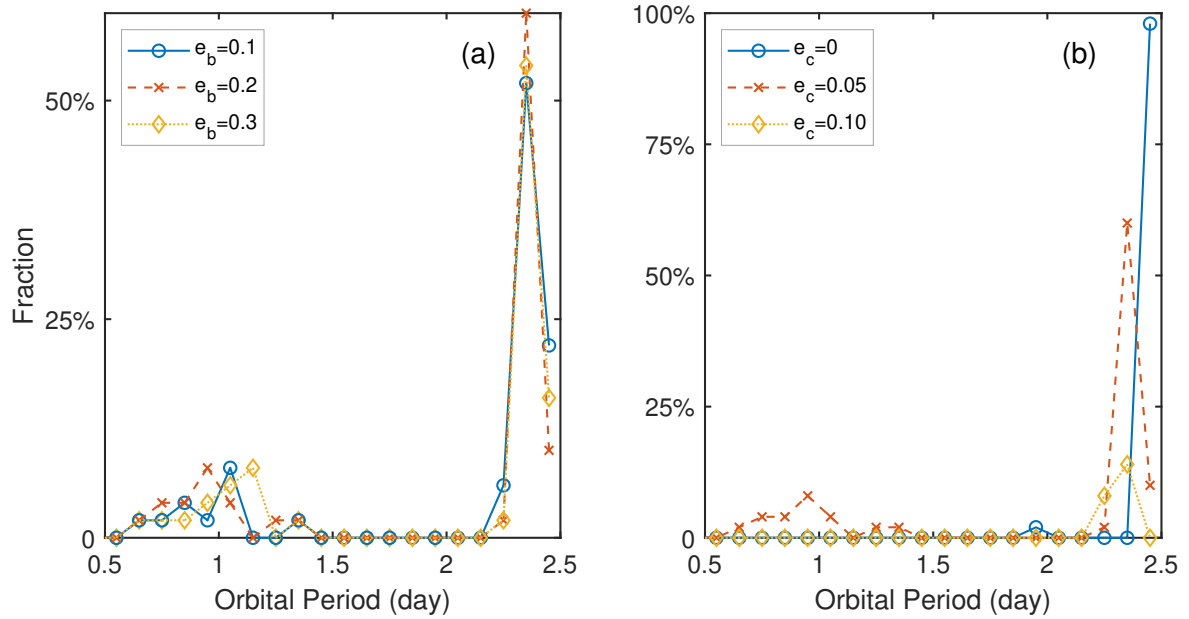 (a)
e_b=0.1
e_b=0.2
e_b=0.3
50%
25%
0
0.5 1 1.5 2 2.5
Orbital Period (day)
Fraction
(b)
e_c=0
e_c=0.05
e_c=0.10
100%
75%
50%
25%
0
0.5 1 1.5 2 2.5
Orbital Period (day)